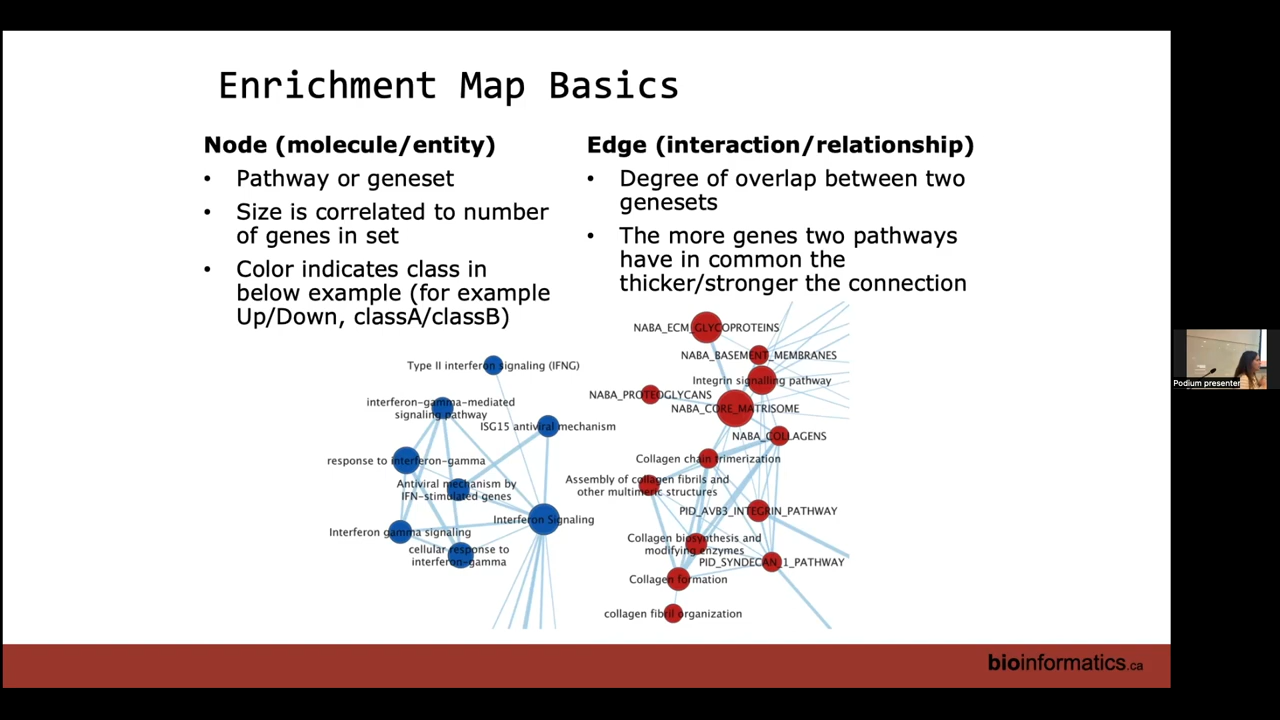 Enrichment Map Basics
Node (molecule/entity)
• Pathway or geneset
• Size is correlated to number
of genes in set
• Color indicates class in
below example (for example
Up/Down, classA/classB)
Edge (interaction/relationship)
• Degree of overlap between two
genesets
• The more genes two pathways
have in common the
thicker/stronger the connection
Type II interferon signaling (IFNG)
interferon-gamma-mediated
signaling pathway
ISG15 antiviral mechanism
response to interferon-gamma
Antiviral mechanism by
IFN-stimulated genes
Interferon Signaling
Interferon gamma signaling
cellular response to
interferon-gamma
NABA_ECM_GLYCOPROTEINS
NABA_BASEMENT_MEMBRANES
Integrin signalling pathway
NABA_PROTEOGLYCANS
NABA_CORE_MATRISOME
NABA_COLLAGENS
Collagen chain trimerization
Assembly of collagen fibrils and
other multimeric structures
PID_AVB3_INTEGRIN_PATHWAY
Collagen biosynthesis and
modifying enzymes
PID_SYNDECAN_1_PATHWAY
Collagen formation
collagen fibril organization
bioinformatics.ca
Podium presenter